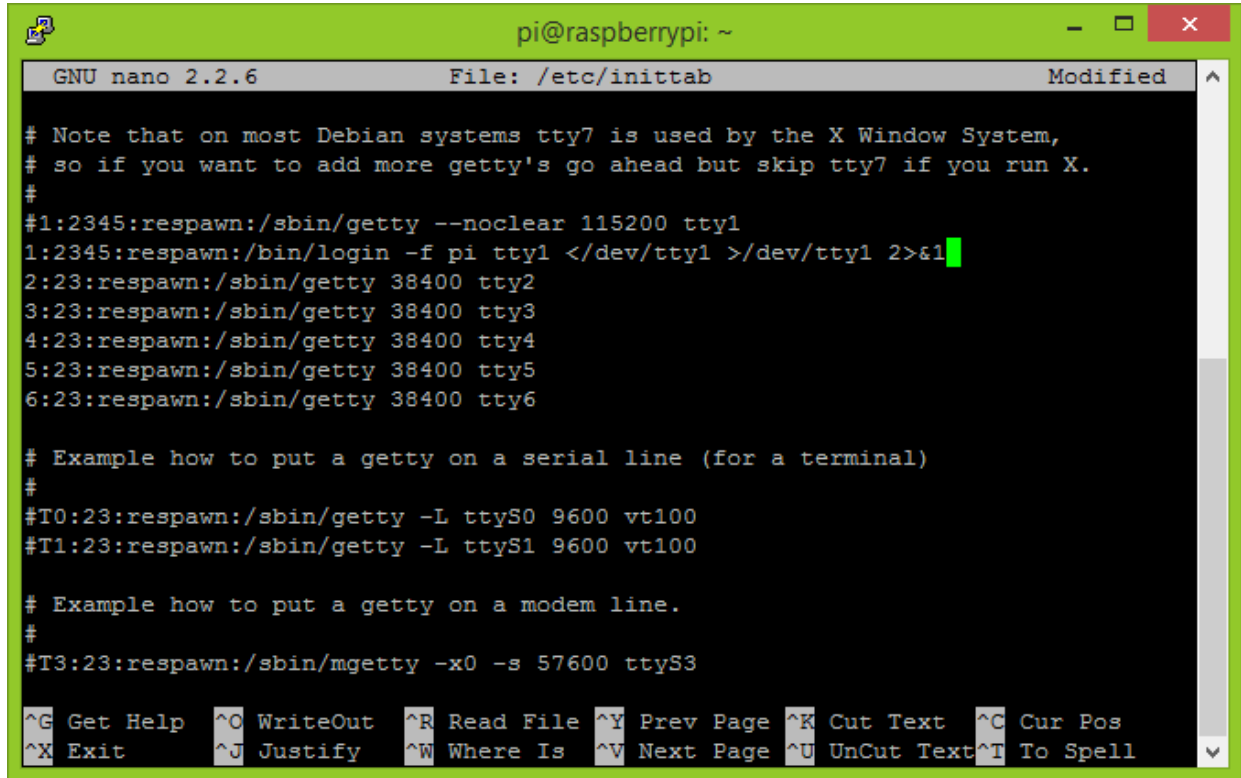 pi@raspberrypi: ~
GNU nano 2.2.6 File: /etc/inittab Modified
# Note that on most Debian systems tty7 is used by the X Window System,
# so if you want to add more getty's go ahead but skip tty7 if you run X.
#
#1:2345:respawn:/sbin/getty --noclear 115200 tty1
1:2345:respawn:/bin/login -f pi tty1 </dev/tty1 >/dev/tty1 2>&1
2:23:respawn:/sbin/getty 38400 tty2
3:23:respawn:/sbin/getty 38400 tty3
4:23:respawn:/sbin/getty 38400 tty4
5:23:respawn:/sbin/getty 38400 tty5
6:23:respawn:/sbin/getty 38400 tty6
# Example how to put a getty on a serial line (for a terminal)
#
#T0:23:respawn:/sbin/getty -L ttyS0 9600 vt100
#T1:23:respawn:/sbin/getty -L ttyS1 9600 vt100
# Example how to put a getty on a modem line.
#
#T3:23:respawn:/sbin/mgetty -x0 -s 57600 ttyS3
^G Get Help ^O WriteOut ^R Read File ^Y Prev Page ^K Cut Text ^C Cur Pos
^X Exit ^J Justify ^W Where Is ^V Next Page ^U UnCut Text ^T To Spell